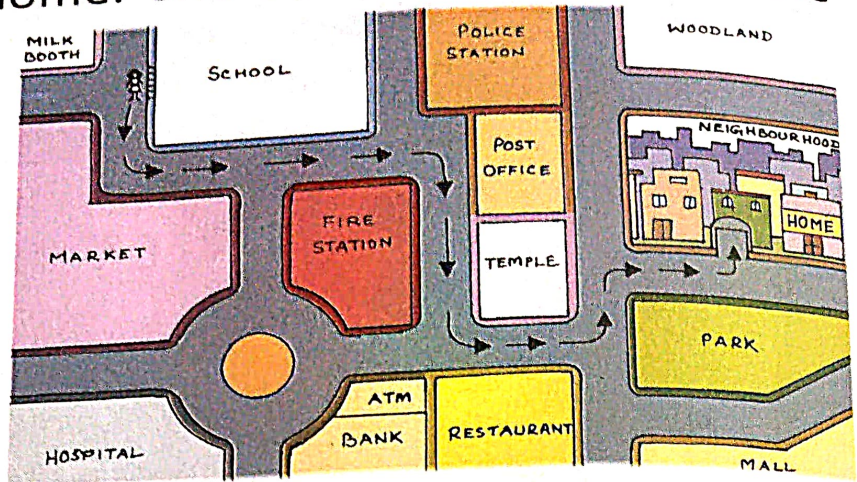 MILK
BOOTH
SCHOOL
POLICE
STATION
WOODLAND
POST
OFFICE
NEIGHBOURHOOD
HOME
MARKET
FIRE
STATION
TEMPLE
PARK
ATM
BANK
RESTAURANT
HOSPITAL
MALL